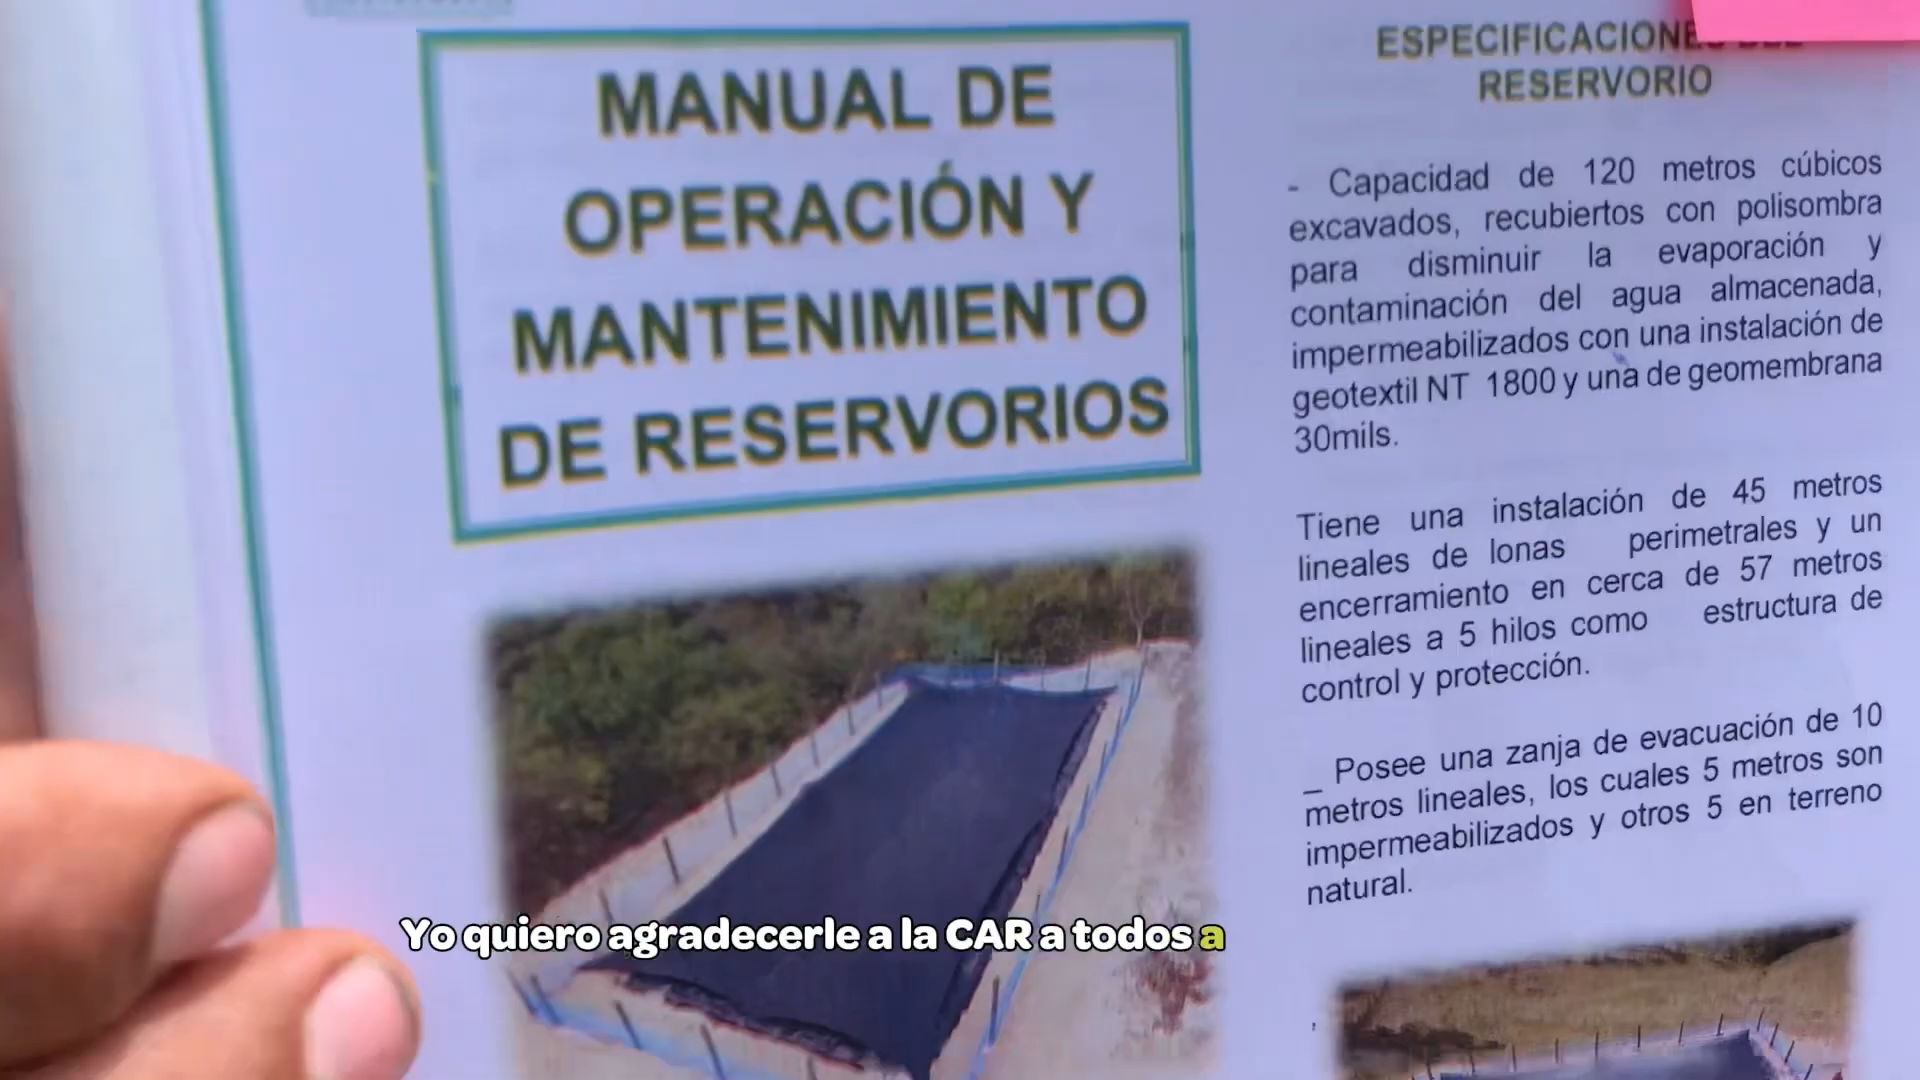 MANUAL DE
OPERACIÓN Y
MANTENIMIENTO
DE RESERVORIOS
RESERVORIO
- Capacidad de 120 metros cúbicos
excavados, recubiertos con polisombra
para disminuir la evaporación y
contaminación del agua almacenada,
impermeabilizados con una instalación de
geotextil NT 1800 y una de geomembrana
30mils.
Tiene una instalación de 45 metros
lineales de lonas perimetrales y un
encerramiento en cerca de 57 metros
lineales a 5 hilos como estructura de
control y protección.
_ Posee una zanja de evacuación de 10
metros lineales, los cuales 5 metros son
impermeabilizados y otros 5 en terreno
natural.
Yo quiero agradecerle a la CAR a todos a